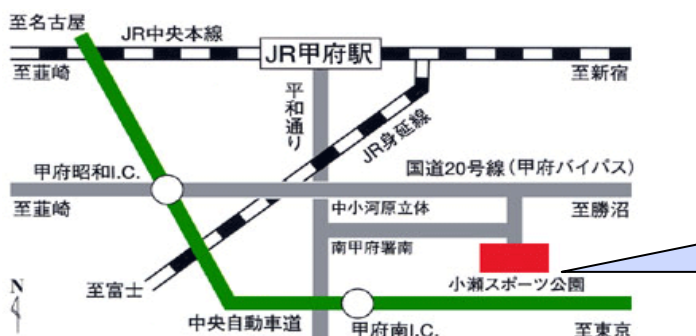 至名古屋
JR中央本線
JR甲府駅
至韮崎
至新宿
平和通り
JR身延線
甲府昭和I.C.
国道20号線(甲府バイパス)
至韮崎
中小河原立体
至勝沼
南甲府署南
小瀬スポーツ公園
至富士
N
中央自動車道
甲府南I.C.
至東京